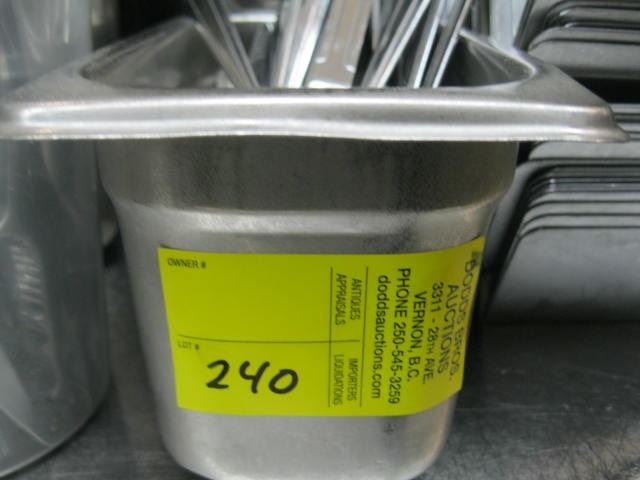 OWNER #
LOT #
240
ANTIQUES
APPRAISALS
IMPORTERS
LIQUIDATIONS
DODDS BROS.
AUCTIONS
3311 - 28TH AVE.
VERNON, B.C.
PHONE 250-545-3259
doddsauctions.com